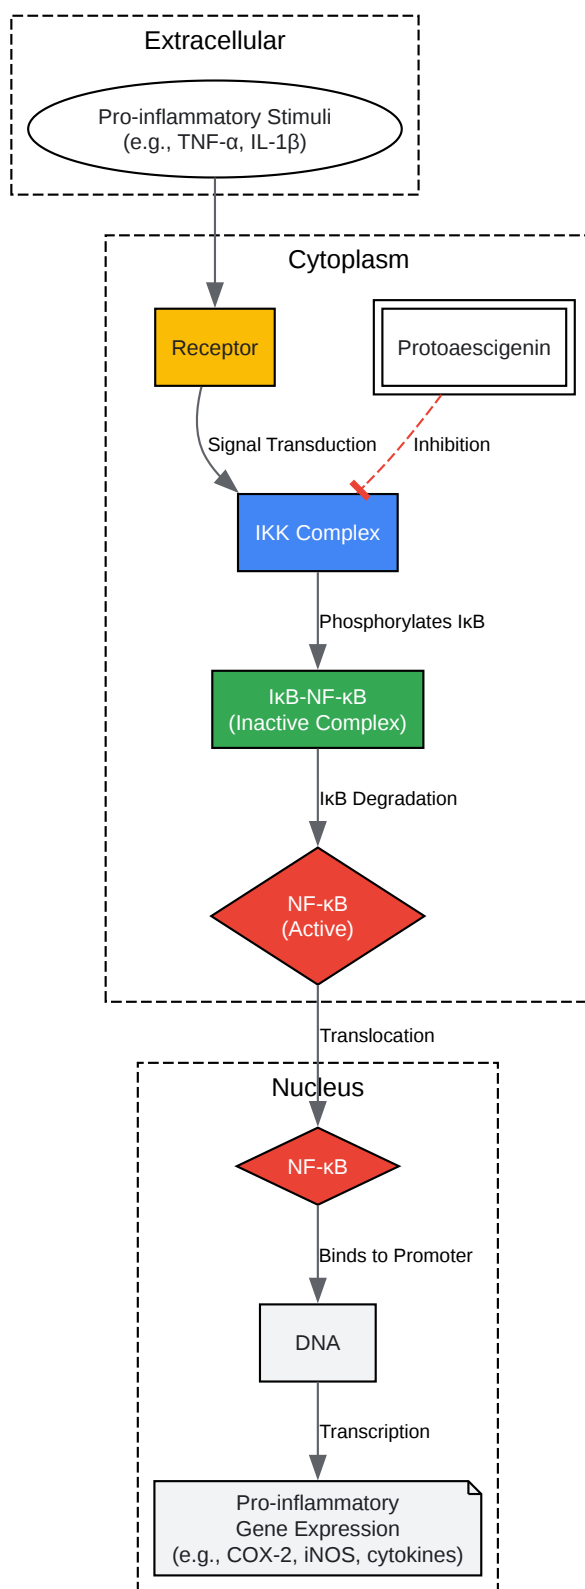 Extracellular
Pro-inflammatory Stimuli
(e.g., TNF-α, IL-1β)
Cytoplasm
Receptor
Protoaescigenin
Signal Transduction
Inhibition
IKK Complex
Phosphorylates IκB
IκB-NF-κB
(Inactive Complex)
IκB Degradation
NF-κB
(Active)
Translocation
Nucleus
NF-κB
Binds to Promoter
DNA
Transcription
Pro-inflammatory
Gene Expression
(e.g., COX-2, iNOS, cytokines)